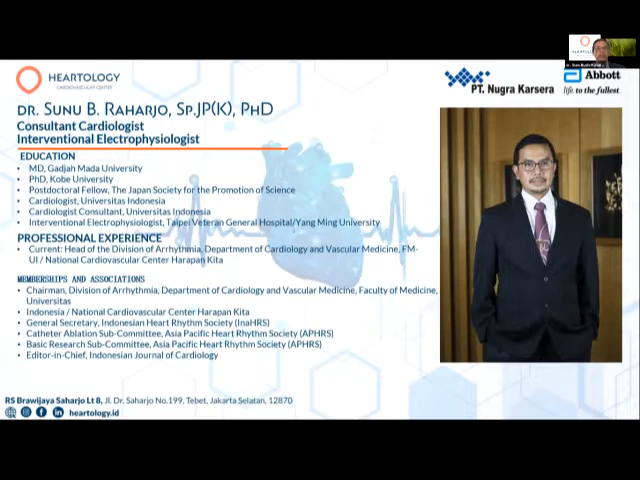 HEARTOLOGY
CARDIOVASCULAR CENTER
PT. Nugra Karsera
Abbott
life. to the fullest.
DR. SUNU B. RAHARJO, SP.JP(K), PHD
Consultant Cardiologist
Interventional Electrophysiologist
EDUCATION
• MD, Gadjah Mada University
• PhD, Kobe University
• Postdoctoral Fellow, The Japan Society for the Promotion of Science
• Cardiologist, Universitas Indonesia
• Cardiologist Consultant, Universitas Indonesia
• Interventional Electrophysiologist, Taipei Veteran General Hospital/Yang Ming University
PROFESSIONAL EXPERIENCE
• Current: Head of the Division of Arrhythmia, Department of Cardiology and Vascular Medicine, FM-
UI / National Cardiovascular Center Harapan Kita
MEMBERSHIPS AND ASSOCIATIONS
• Chairman, Division of Arrhythmia, Department of Cardiology and Vascular Medicine, Faculty of Medicine,
Universitas
• Indonesia / National Cardiovascular Center Harapan Kita
• General Secretary, Indonesian Heart Rhythm Society (InaHRS)
• Catheter Ablation Sub-Committee, Asia Pacific Heart Rhythm Society (APHRS)
• Basic Research Sub-Committee, Asia Pacific Heart Rhythm Society (APHRS)
• Editor-in-Chief, Indonesian Journal of Cardiology
RS Brawijaya Saharjo Lt 8, Jl. Dr. Saharjo No.199, Tebet, Jakarta Selatan, 12870
heartology.id